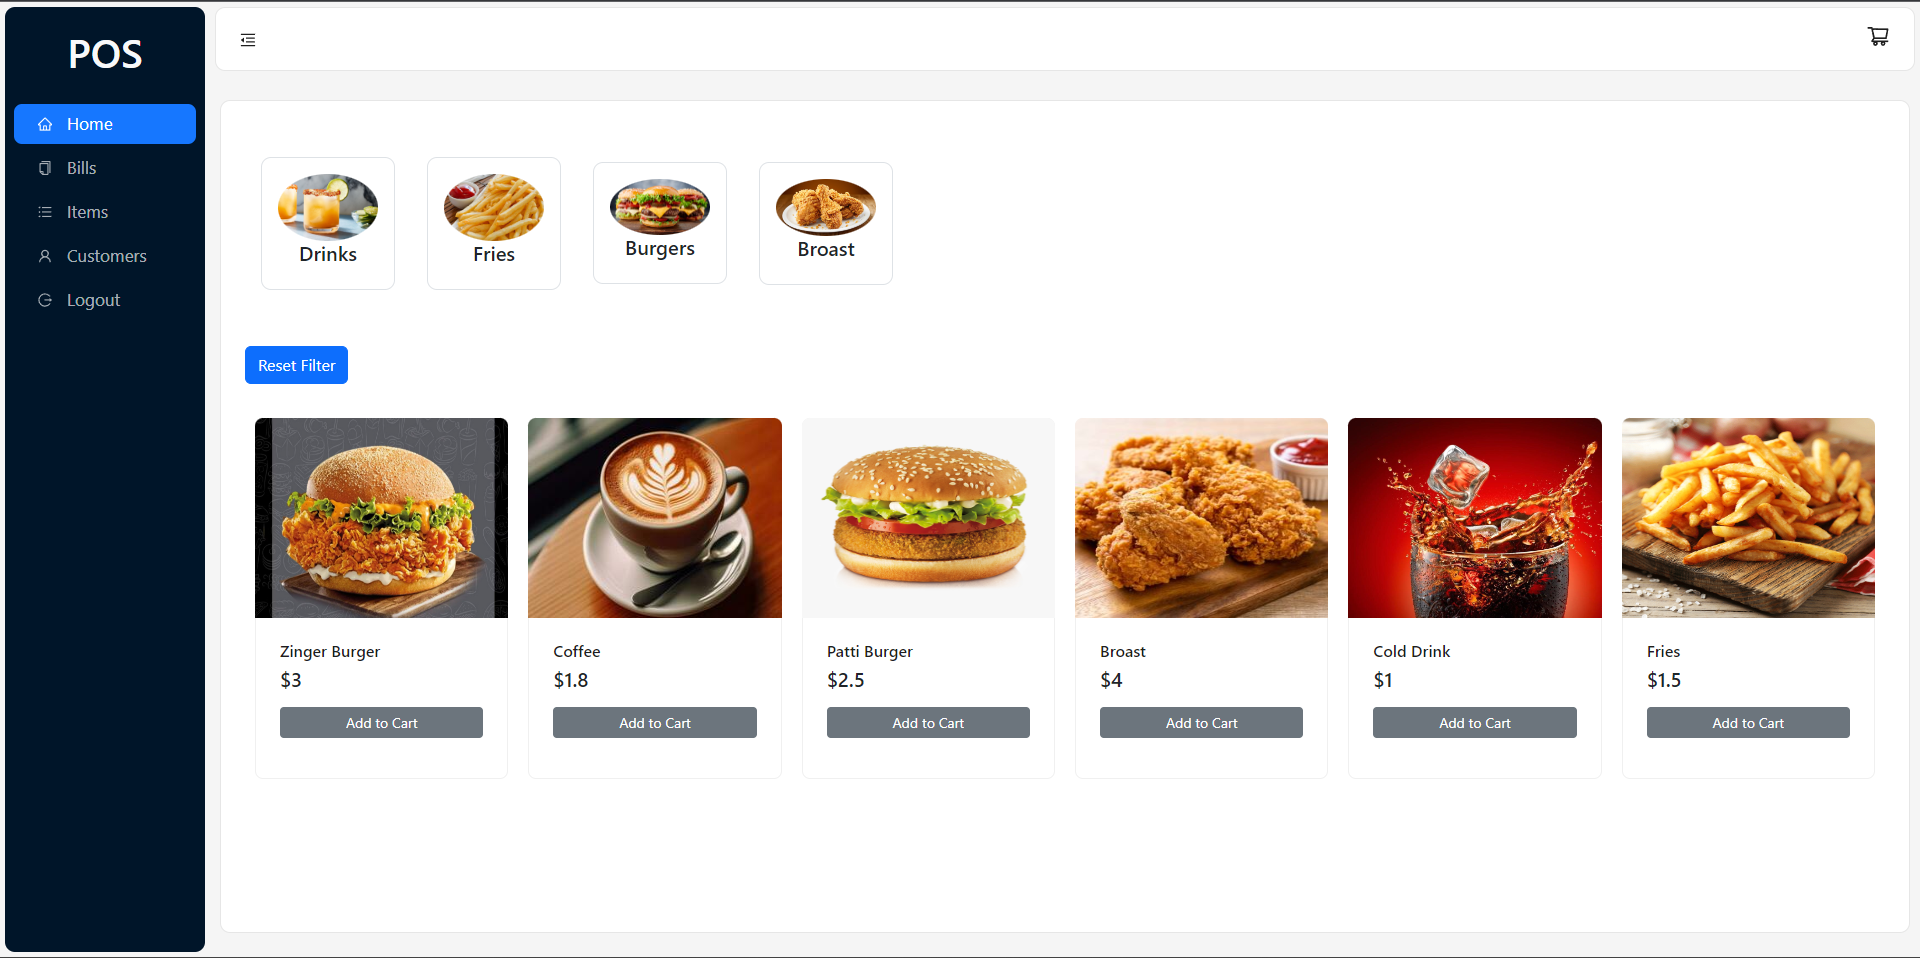 POS
Home
Bills
Items
Customers
Logout
Drinks
Fries
Burgers
Broast
Reset Filter
Zinger Burger
$3
Add to Cart
Coffee
$1.8
Add to Cart
Patti Burger
$2.5
Add to Cart
Broast
$4
Add to Cart
Cold Drink
$1
Add to Cart
Fries
$1.5
Add to Cart